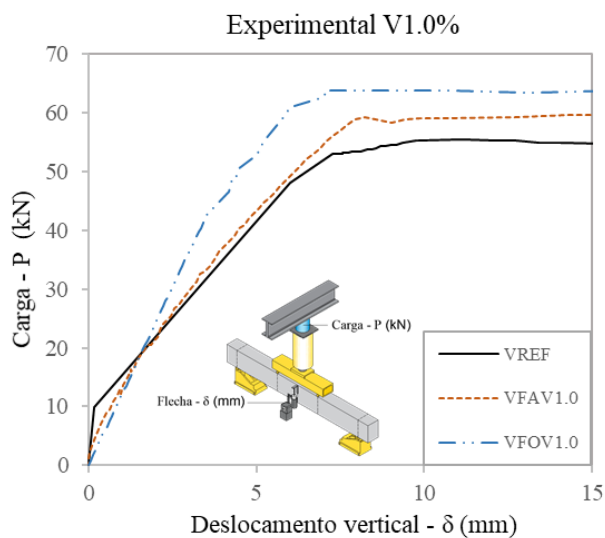 Experimental V1.0%
70
60
50
40
30
20
10
0
Carga - P (kN)
Carga - P (kN)
Flecha - δ (mm)
VREF
VFAV1.0
VFOV1.0
0 5 10 15
Deslocamento vertical - δ (mm)